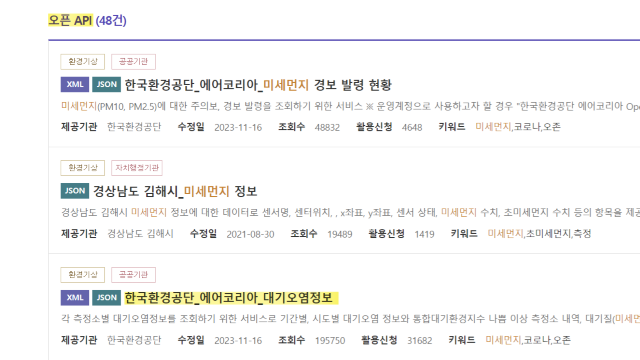 오픈 API (48건)
환경기상 공공기관
XML JSON 한국환경공단_에어코리아_미세먼지 경보 발령 현황
미세먼지(PM10, PM2.5)에 대한 주의보, 경보 발령을 조회하기 위한 서비스 ※ 운영계정으로 사용하고자 할 경우 "한국환경공단 에어코리아 Ope
제공기관 한국환경공단 수정일 2023-11-16 조회수 48832 활용신청 4648 키워드 미세먼지,코로나,오존
환경기상 자치행정기관
JSON 경상남도 김해시_미세먼지 정보
경상남도 김해시 미세먼지 정보에 대한 데이터로 센서명, 센터위치, , x좌표, y좌표, 센서 상태, 미세먼지 수치, 초미세먼지 수치 등의 항목을 제공
제공기관 경상남도 김해시 수정일 2021-08-30 조회수 19489 활용신청 1419 키워드 미세먼지,초미세먼지,측정
환경기상 공공기관
XML JSON 한국환경공단_에어코리아_대기오염정보
각 측정소별 대기오염정보를 조회하기 위한 서비스로 기간별, 시도별 대기오염 정보와 통합대기환경지수 나쁨 이상 측정소 내역, 대기질(미세먼
제공기관 한국환경공단 수정일 2023-11-16 조회수 195750 활용신청 31682 키워드 미세먼지,코로나,오존